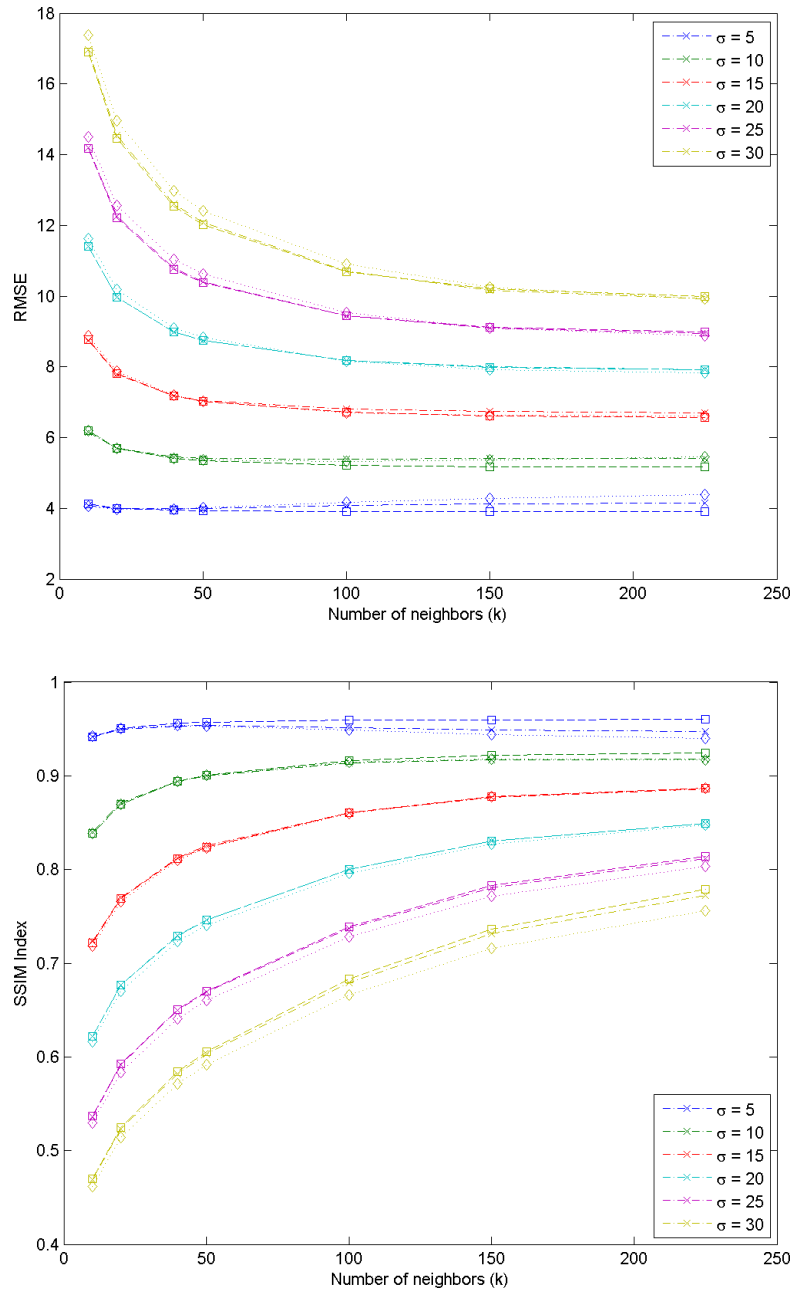 18
16
14
12
10
8
6
4
2
RMSE
0
50
100
150
200
250
Number of neighbors (k)
σ = 5
σ = 10
σ = 15
σ = 20
σ = 25
σ = 30
1
0.9
0.8
0.7
0.6
0.5
0.4
SSIM Index
0
50
100
150
200
250
Number of neighbors (k)
σ = 5
σ = 10
σ = 15
σ = 20
σ = 25
σ = 30